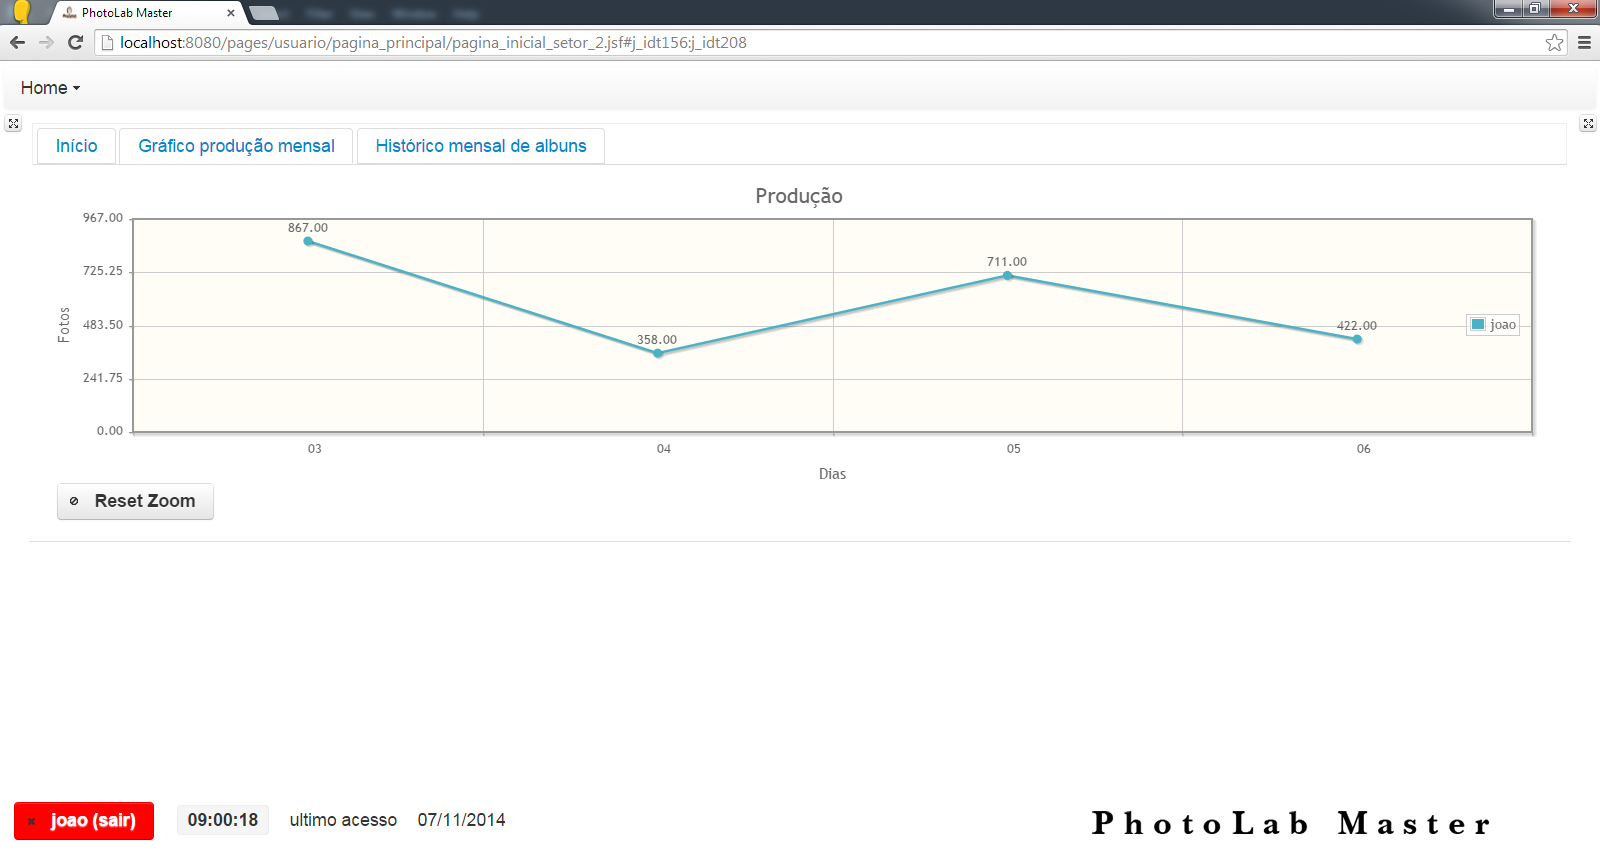 PhotoLab Master
localhost:8080/pages/usuario/pagina_principal/pagina_inicial_setor_2.jsf#j_idt156:j_idt208
Home
Início Gráfico produção mensal Histórico mensal de albuns
Produção
967.00
867.00
725.25
711.00
483.50
422.00
358.00
241.75
0.00
Fotos
joao
03 04 05 06
Dias
Reset Zoom
joao (sair) 09:00:18 ultimo acesso 07/11/2014
PhotoLab Master